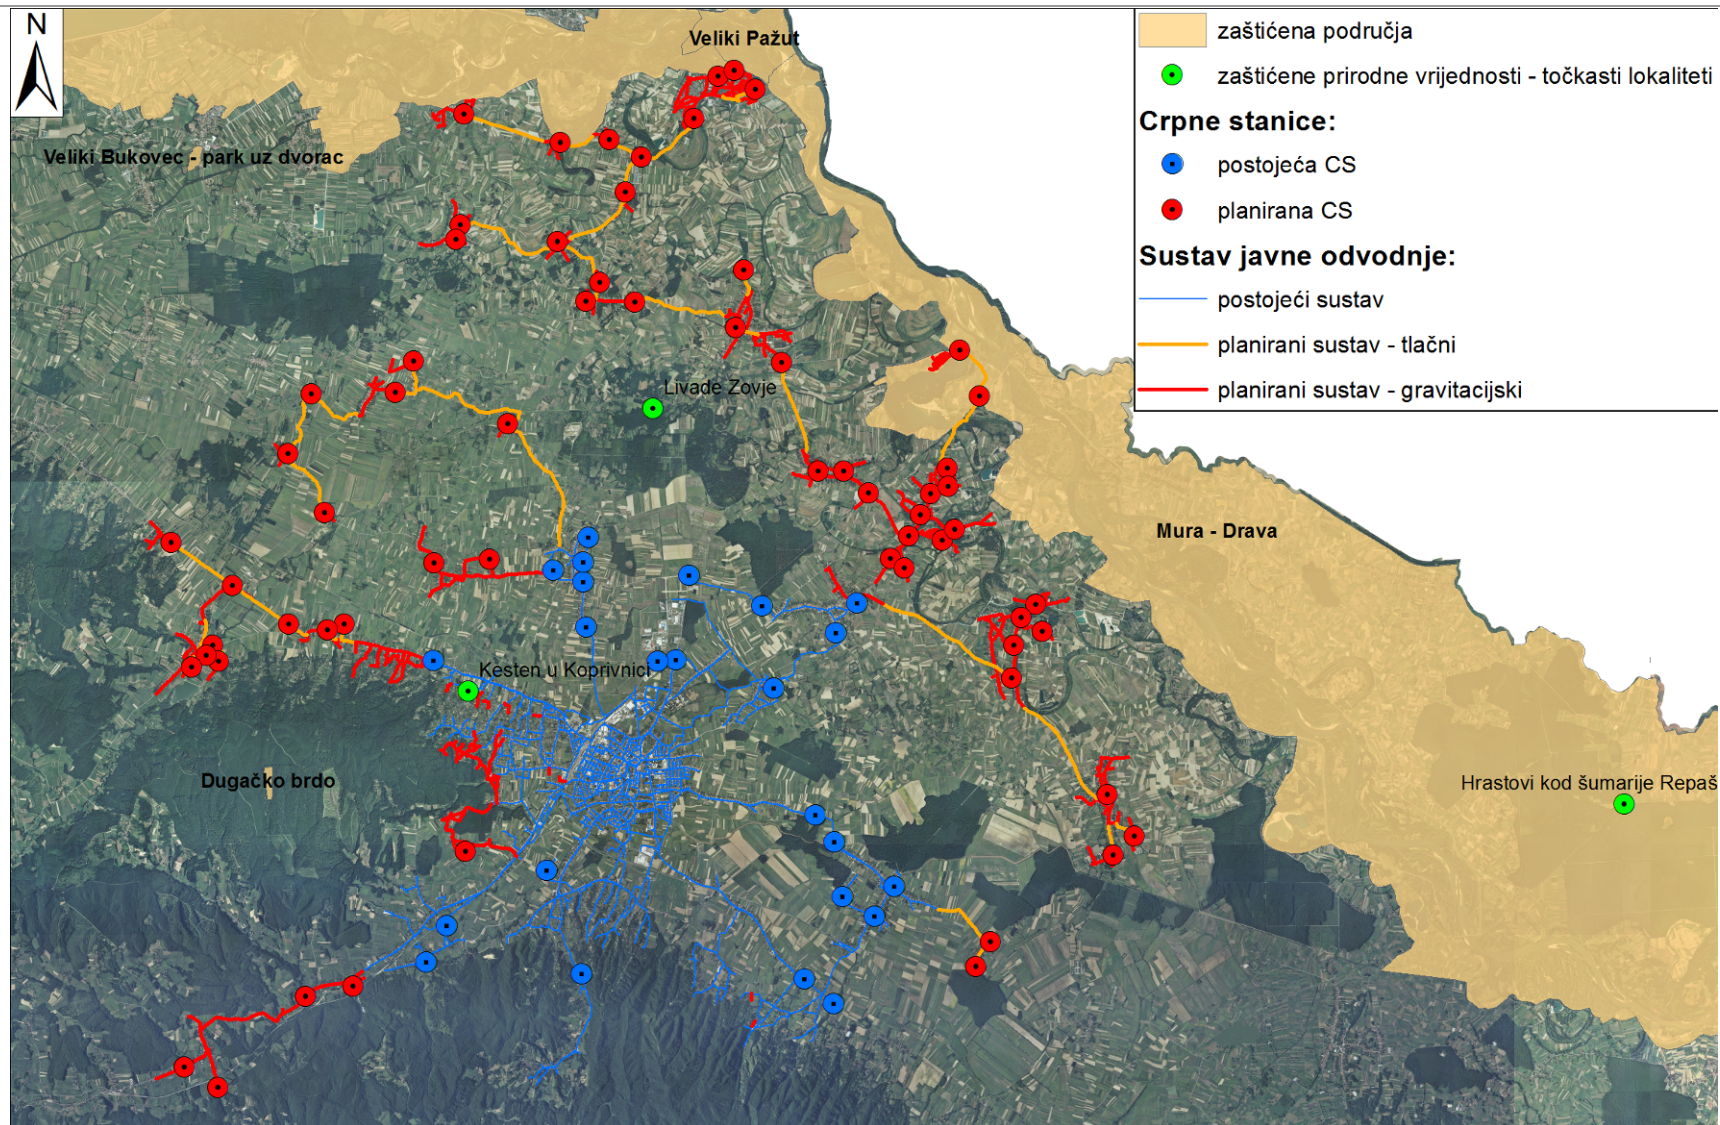 N
Veliki Pažut
Veliki Bukovec - park uz dvorac
Livade Zovje
Mura - Drava
Kesten u Koprivnici
Dugačko brdo
Hrastovi kod šumarije Repaš
zaštićena područja
zaštićene prirodne vrijednosti - točkasti lokaliteti
Crpne stanice:
postojeća CS
planirana CS
Sustav javne odvodnje:
postojeći sustav
planirani sustav - tlačni
planirani sustav - gravitacijski